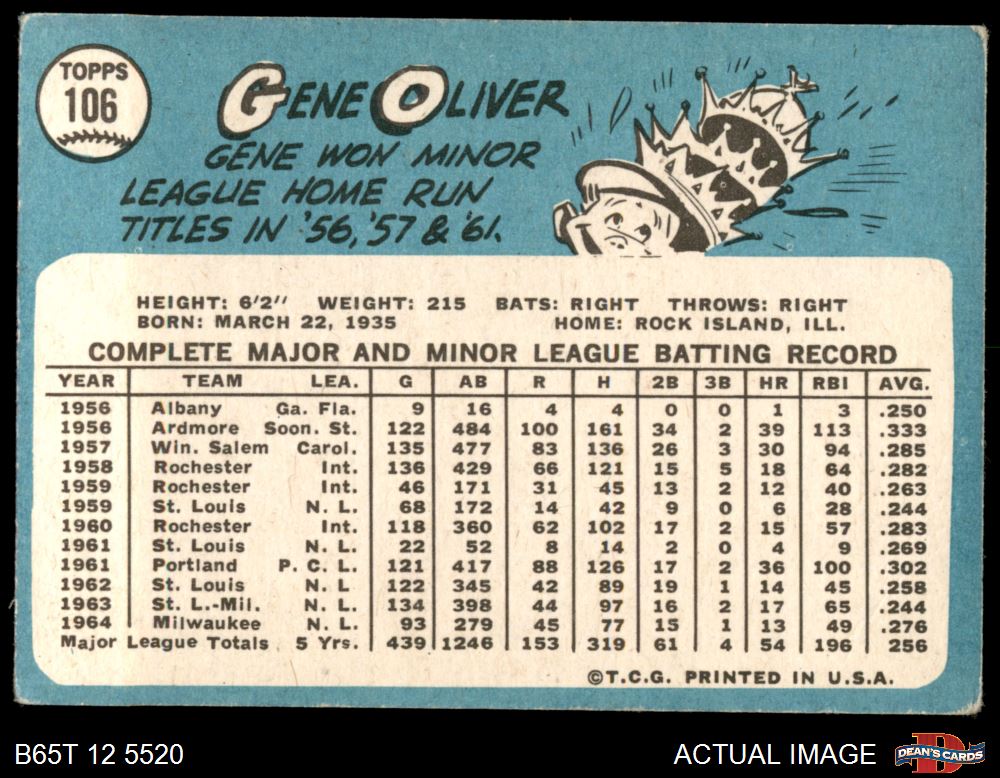 TOPPS
106
GENE OLIVER
GENE WON MINOR
LEAGUE HOME RUN
TITLES IN '56, '57 & '61.
HEIGHT: 6'2" WEIGHT: 215 BATS: RIGHT THROWS: RIGHT
BORN: MARCH 22, 1935 HOME: ROCK ISLAND, ILL.
COMPLETE MAJOR AND MINOR LEAGUE BATTING RECORD
YEAR TEAM LEA. G AB R H 2B 3B HR RBI AVG.
1956 Albany Ga. Fla. 9 16 4 4 0 0 1 3 .250
1956 Ardmore Soon. St. 122 484 100 161 34 2 39 113 .333
1957 Win. Salem Carol. 135 477 83 136 26 3 30 94 .285
1958 Rochester Int. 136 429 66 121 15 5 18 64 .282
1959 Rochester Int. 46 171 31 45 13 2 12 40 .263
1959 St. Louis N. L. 68 172 14 42 9 0 6 28 .244
1960 Rochester Int. 118 360 62 102 17 2 15 57 .283
1961 St. Louis N. L. 22 52 8 14 2 0 4 9 .269
1961 Portland P. C. L. 121 417 88 126 17 2 36 100 .302
1962 St. Louis N. L 122 345 42 89 19 1 14 45 .258
1963 St. L.-Mil. N. L. 134 398 44 97 16 2 17 65 .244
1964 Milwaukee N. L. 93 279 45 77 15 1 13 49 .276
Major League Totals 5 Yrs. 439 1246 153 319 61 4 54 196 256
©T.C.G. PRINTED IN U.S.A.
B65T 12 5520 ACTUAL IMAGE
DEAN'S CARDS